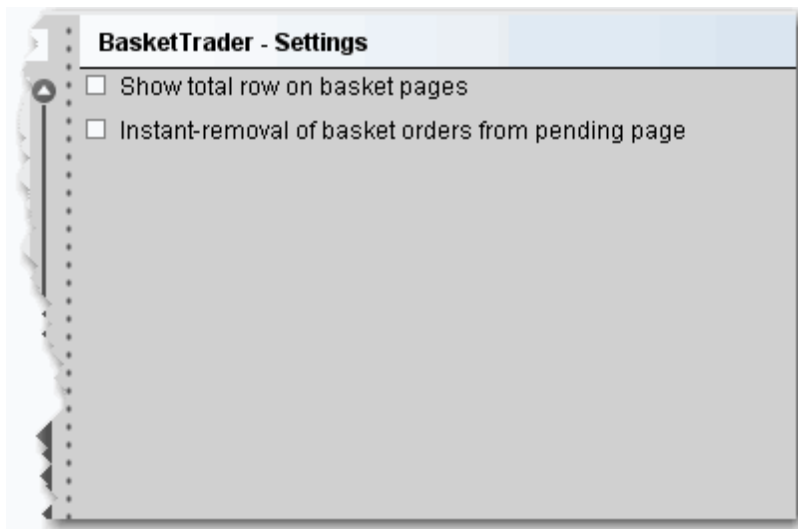 BasketTrader - Settings
Show total row on basket pages
Instant-removal of basket orders from pending page